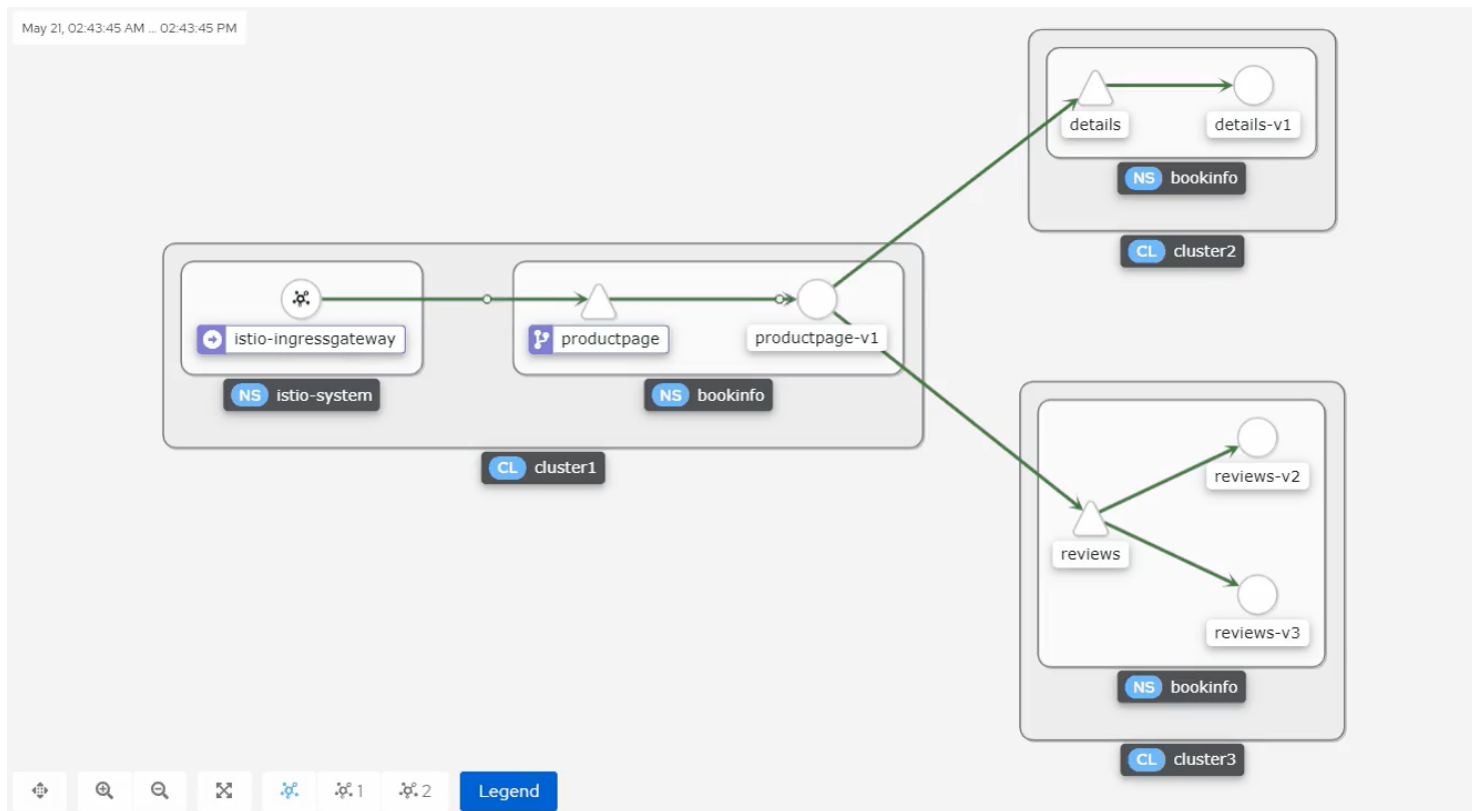 May 21, 02:43:45 AM ... 02:43:45 PM
details
details-v1
NS bookinfo
CL cluster2
istio-ingressgateway
productpage
productpage-v1
NS istio-system
NS bookinfo
CL cluster1
reviews-v2
reviews
reviews-v3
NS bookinfo
CL cluster3
1
2
Legend